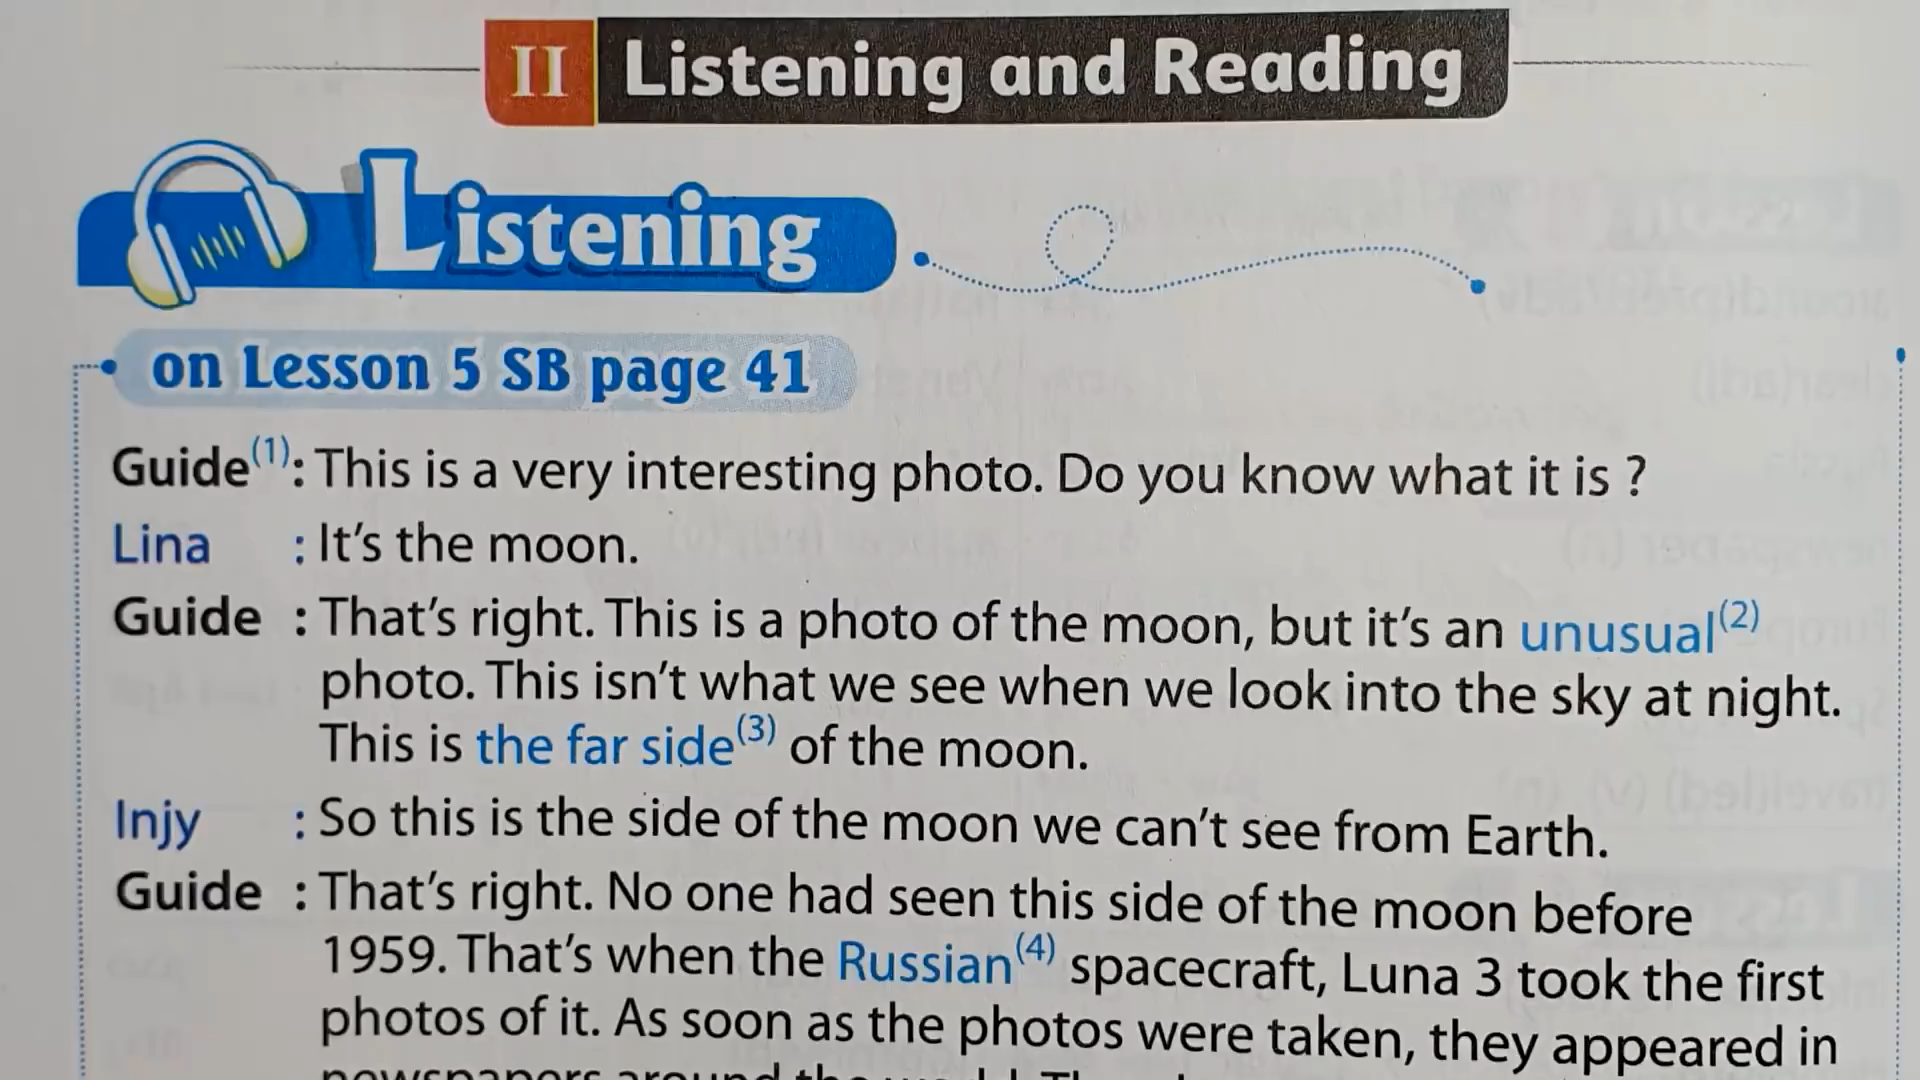 II Listening and Reading
Listening
on Lesson 5 SB page 41
Guide(1): This is a very interesting photo. Do you know what it is ?
Lina : It's the moon.
Guide : That's right. This is a photo of the moon, but it's an unusual(2)
photo. This isn't what we see when we look into the sky at night.
This is the far side(3) of the moon.
Injy : So this is the side of the moon we can't see from Earth.
Guide : That's right. No one had seen this side of the moon before
1959. That's when the Russian(4) spacecraft, Luna 3 took the first
photos of it. As soon as the photos were taken, they appeared in
newspapers around the world.